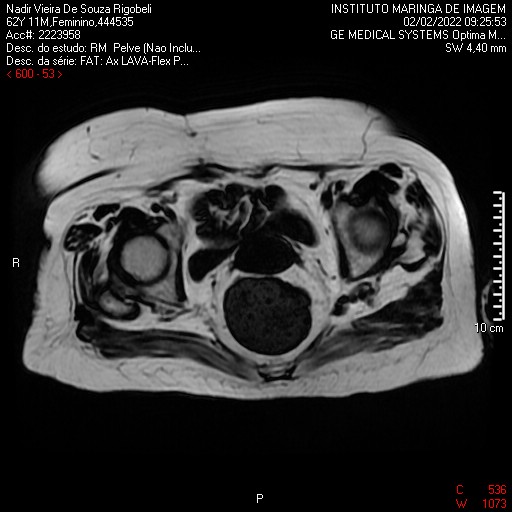 Nadir Vieira De Souza Rigobeli
62Y 11M,Feminino,444535
Acc#: 2223958
Desc. do estudo: RM Pelve (Nao Inclu...
Desc. da série: FAT: Ax LAVA-Flex P...
< 600 - 53 >
INSTITUTO MARINGA DE IMAGEM
02/02/2022 09:25:53
GE MEDICAL SYSTEMS Optima M...
SW 4,40 mm
R
10 cm
P
C 536
W 1073